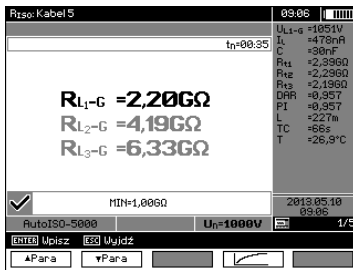 RISO: Kabel 5
09:06
tn=00:35
RL1-G =2,20GΩ
RL2-G =4,19GΩ
RL3-G =6,33GΩ
MIN=1,00GΩ
AutoISO-5000
Un=1000V
UL1-G =1051V
IL =478nA
C =30nF
Rt1 =2,39GΩ
Rt2 =2,29GΩ
Rt3 =2,19GΩ
DAR =0,957
PI =0,957
L =227m
TC =66s
T =26,9°C
2013.05.10
09:06
1/5
ENTER Wpisz ESC Wyjdź
▲Para ▼Para